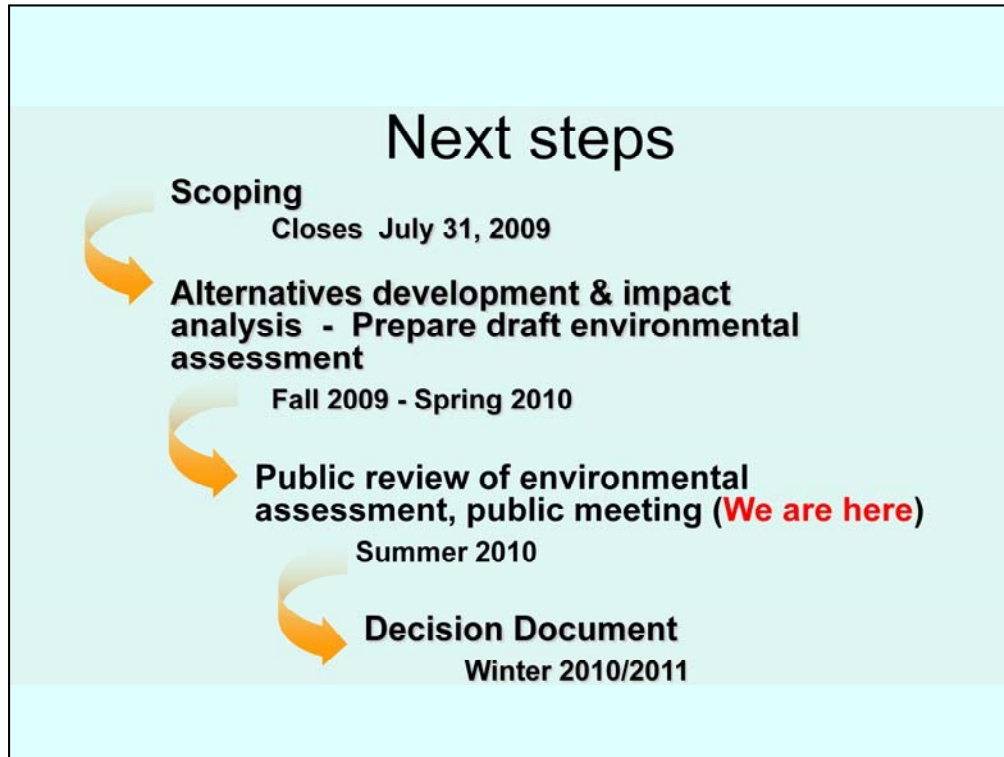 Next steps
Scoping
Closes July 31, 2009
Alternatives development & impact
analysis - Prepare draft environmental
assessment
Fall 2009 - Spring 2010
Public review of environmental
assessment, public meeting (We are here)
Summer 2010
Decision Document
Winter 2010/2011